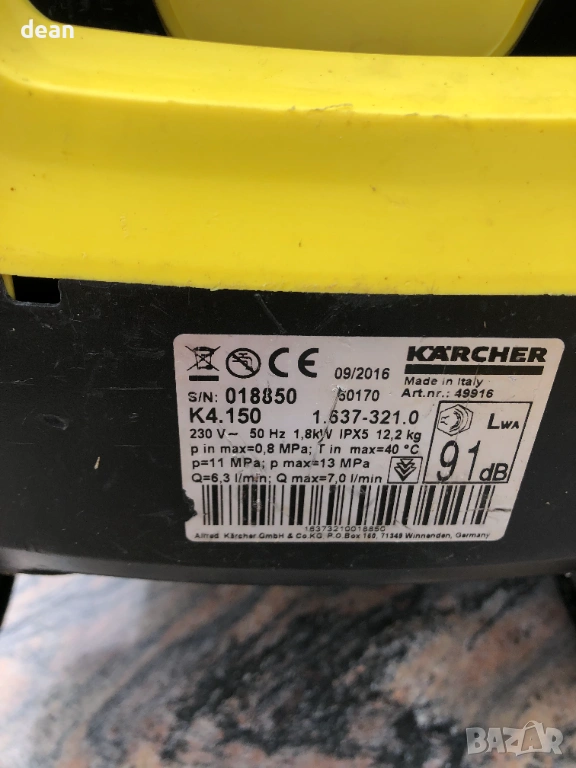 dean
09/2016
KÄRCHER
Made in Italy
S/N: 018850 60170 Art.nr.: 49916
K4.150 1.637-321.0
230 V~ 50 Hz 1,8kW IPX5 12,2 kg
p in max=0,8 MPa; T in max=40°C
p=11 MPa; p max=13 MPa
Q=6,3 l/min; Q max=7,0 l/min
LWA
91 dB
16373210018850
Alfred Kärcher GmbH & Co.KG, P.O.Box 160, 71349 Winnenden, Germany
BAZAR